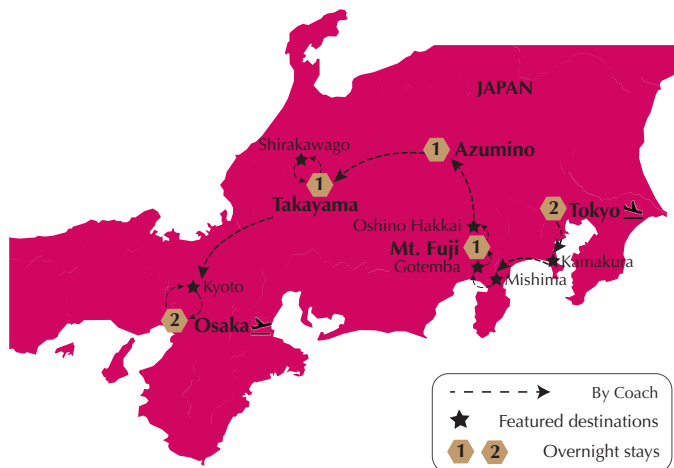 JAPAN
Shirakawago
1
Azumino
1
Takayama
2
Tokyo
Oshino Hakkai
Mt. Fuji
1
Gotemba
Kamakura
Mishima
Kyoto
2
Osaka
By Coach
Featured destinations
1 2 Overnight stays